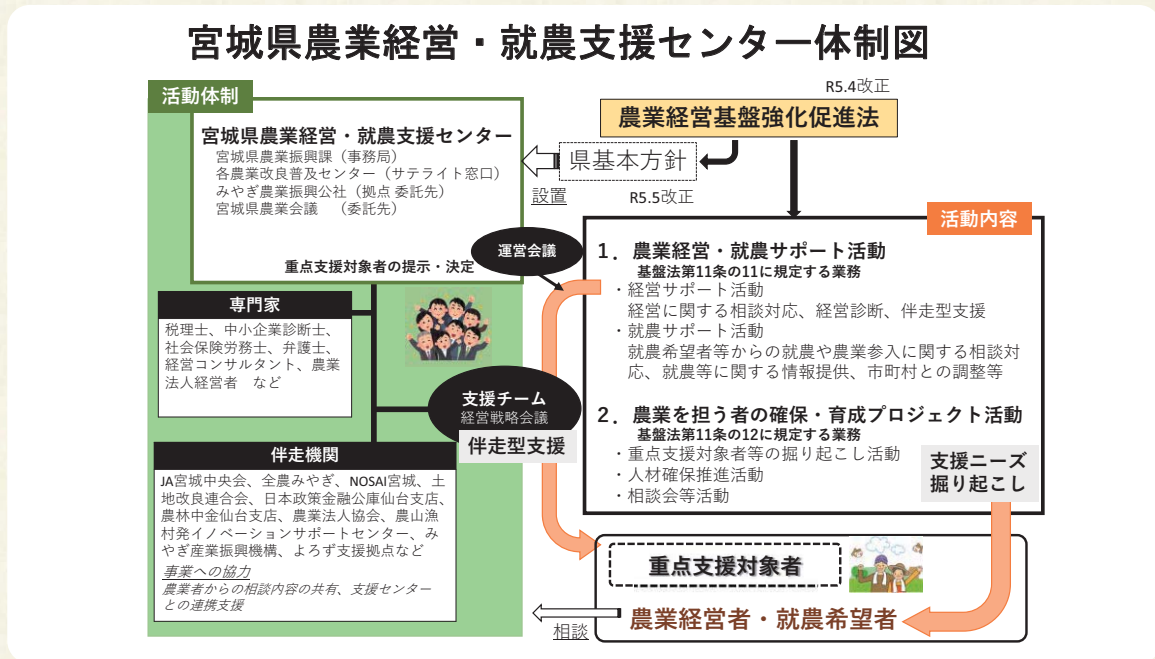 宮城県農業経営・就農支援センター体制図
活動体制
宮城県農業経営・就農支援センター
宮城県農業振興課（事務局）
各農業改良普及センター（サテライト窓口）
みやぎ農業振興公社（拠点 委託先）
宮城県農業会議　（委託先）
重点支援対象者の提示・決定
R5.4改正
農業経営基盤強化促進法
県基本方針
設置
R5.5改正
運営会議
専門家
税理士、中小企業診断士、
社会保険労務士、弁護士、
経営コンサルタント、農業
法人経営者　など
支援チーム
経営戦略会議
伴走型支援
伴走機関
JA宮城中央会、全農みやぎ、NOSAI宮城、土
地改良連合会、日本政策金融公庫仙台支店、
農林中金仙台支店、農業法人協会、農山漁
村発イノベーションサポートセンター、み
やぎ産業振興機構、よろず支援拠点など
事業への協力
農業者からの相談内容の共有、支援センター
との連携支援
活動内容
1．農業経営・就農サポート活動
基盤法第11条の11に規定する業務
・経営サポート活動
経営に関する相談対応、経営診断、伴走型支援
・就農サポート活動
就農希望者等からの就農や農業参入に関する相談対
応、就農等に関する情報提供、市町村との調整等
2．農業を担う者の確保・育成プロジェクト活動
基盤法第11条の12に規定する業務
・重点支援対象者等の掘り起こし活動
・人材確保推進活動
・相談会等活動
支援ニーズ
掘り起こし
重点支援対象者
農業経営者・就農希望者
相談